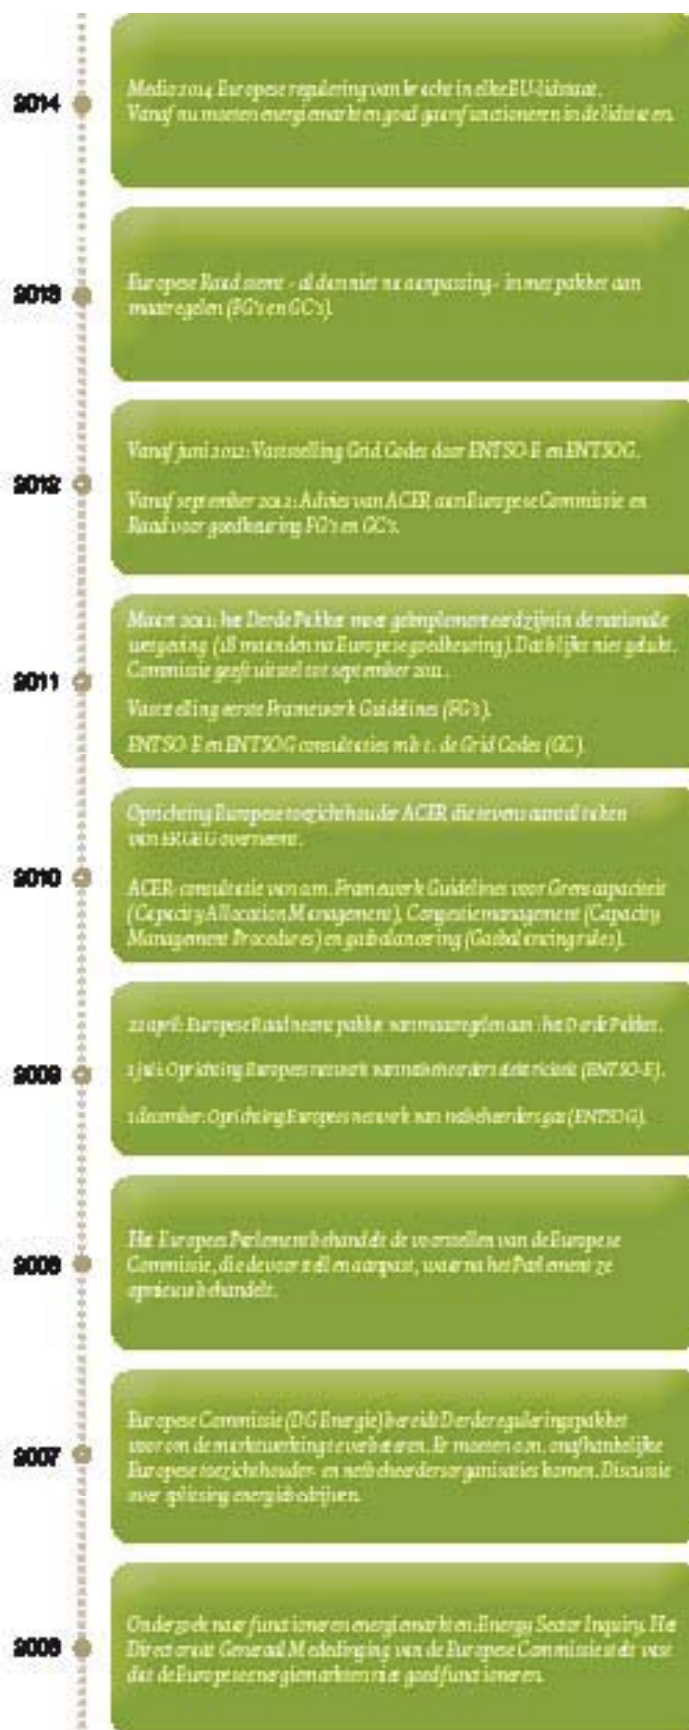 2014
Medio 2014 Europese regulering van kracht in elke EU-lidstaat.
Vanaf nu moeten energiemarkten goed gaan functioneren in de lidstaten.
2013
Europese Raad stemt - al dan niet na aanpassing - in met pakket aan
maatregelen (FG's en GC's).
2012
Vanaf juni 2012: Vaststelling Grid Codes door ENTSO-E en ENTSOG.
Vanaf september 2012: Advies van ACER aan Europese Commissie en
Raad voor goedkeuring FG's en GC's.
2011
Maart 2011: het Derde Pakket moet geïmplementeerd zijn in de nationale
wetgeving (18 maanden na Europese goedkeuring). Dat blijkt niet gelukt.
Commissie geeft uitstel tot september 2011.
Vaststelling eerste Framework Guidelines (FG's).
ENTSO-E en ENTSOG consultaties m.b.t. de Grid Codes (GC).
2010
Oprichting Europese toezichthouder ACER die tevens aantal taken
van ERGEG overneemt.
ACER-consultatie van o.m. Framework Guidelines voor Grenscapaciteit
(Capacity Allocation Management), Congestiemanagement (Capacity
Management Procedures) en gasbalancering (Gasbalancing rules).
2009
22 april: Europese Raad neemt pakket van maatregelen aan: het Derde Pakket.
1 juli: Oprichting Europees netwerk van netbeheerders elektriciteit (ENTSO-E).
1 december: Oprichting Europees netwerk van netbeheerders gas (ENTSOG).
2008
Het Europees Parlement behandelt de voorstellen van de Europese
Commissie, die de voorstellen aanpast, waarna het Parlement ze
opnieuw behandelt.
2007
Europese Commissie (DG Energie) bereidt Derde reguleringspakket
voor om de marktwerking te verbeteren. Er moeten o.m. onafhankelijke
Europese toezichthouder- en netbeheerdersorganisaties komen. Discussie
over splitsing energiebedrijven.
2006
Onderzoek naar functioneren energiemarkten: Energy Sector Inquiry. Het
Directoraat Generaal Mededinging van de Europese Commissie stelt vast
dat de Europese energiemarkten niet goed functioneren.